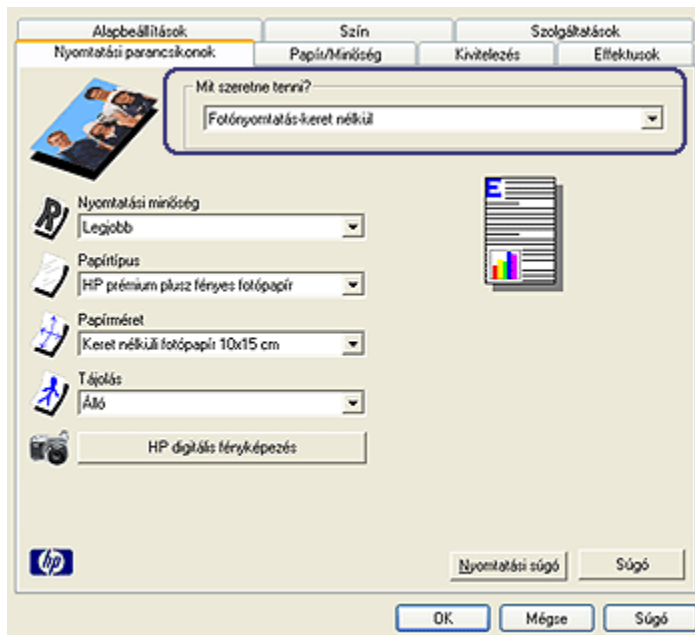 Alapbeállítások Szín Szolgáltatások
Nyomtatási parancsikonok Papír/Minőség Kivitelezés Effektusok
Mit szeretne tenni?
Fotónyomtatás-keret nélkül
E
Nyomtatási minőség
Legjobb
Papírtípus
HP prémium plusz fényes fotópapír
Papírméret
Keret nélküli fotópapír 10x15 cm
Tájolás
Álló
HP digitális fényképezés
hp
Nyomtatási súgó Súgó
OK Mégse Súgó